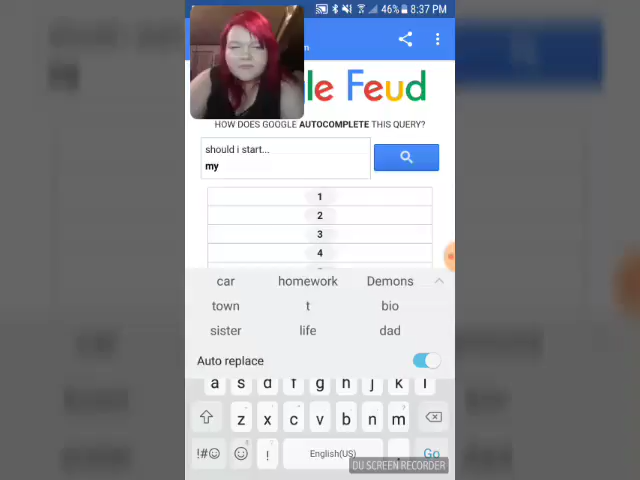 46% 8:37 PM
le Feud
HOW DOES GOOGLE AUTOCOMPLETE THIS QUERY?
should i start...
my
1
2
3
4
car homework Demons
town t bio
sister life dad
Auto replace
a s d f g h j k l
z x c v b n m
!#☺ ! English(US) . Go
DU SCREEN RECORDER